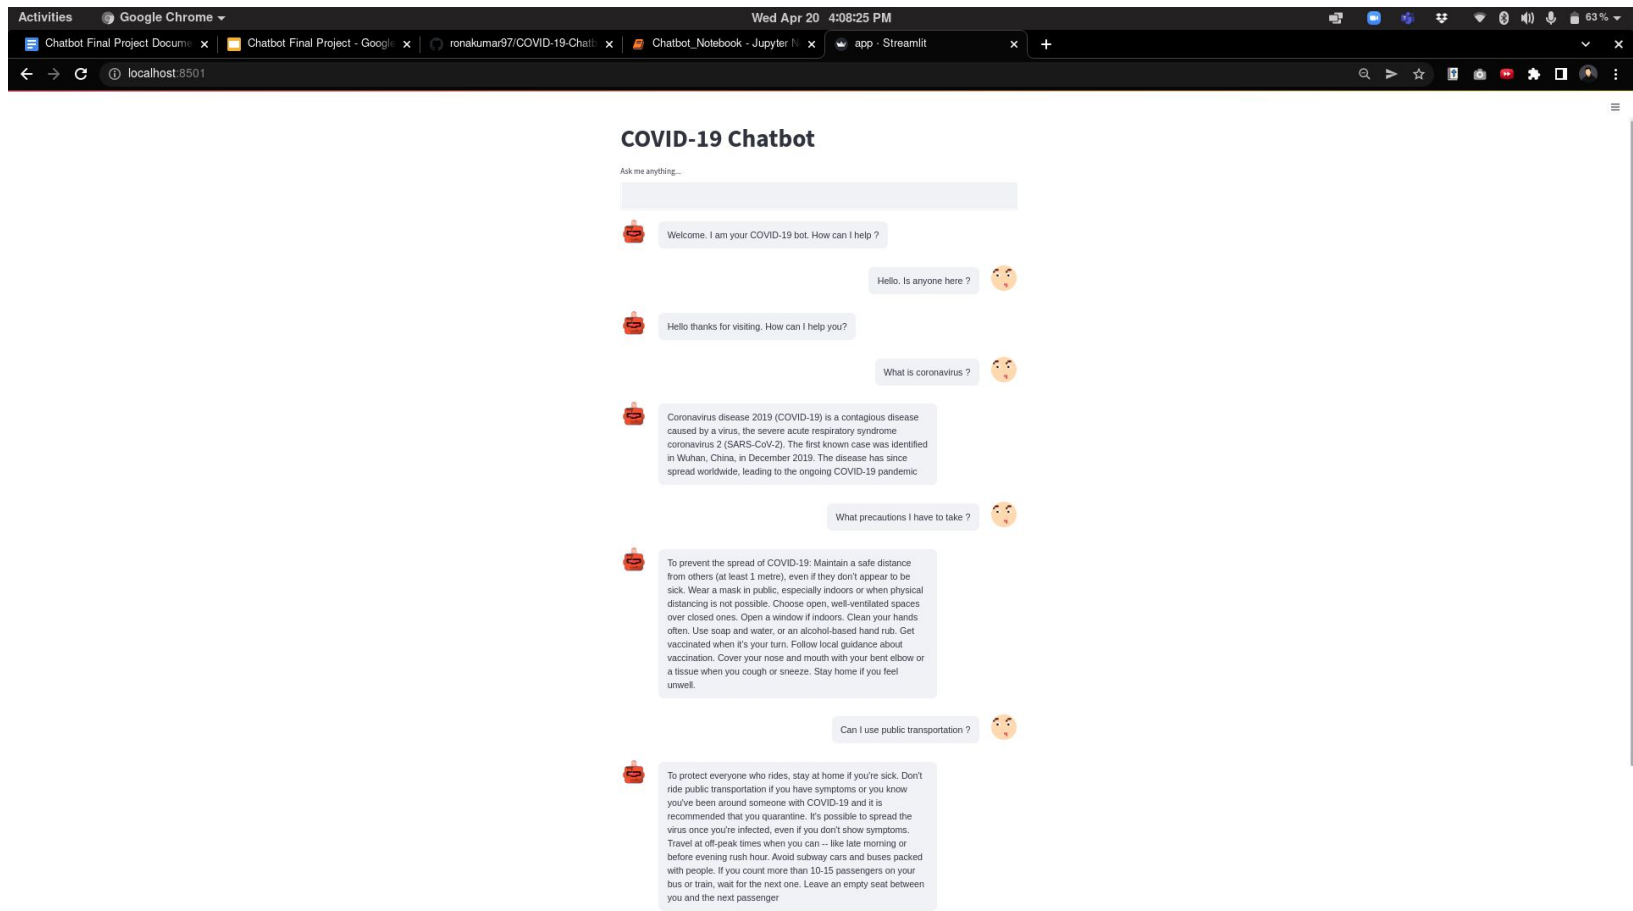 Activities
Google Chrome
Wed Apr 20 4:08:25 PM
63 %
Chatbot Final Project Docume
Chatbot Final Project - Google
ronakumar97/COVID-19-Chatb
Chatbot_Notebook - Jupyter N
app · Streamlit
localhost:8501
COVID-19 Chatbot
Ask me anything...
Welcome. I am your COVID-19 bot. How can I help ?
Hello. Is anyone here ?
Hello thanks for visiting. How can I help you?
What is coronavirus ?
Coronavirus disease 2019 (COVID-19) is a contagious disease
caused by a virus, the severe acute respiratory syndrome
coronavirus 2 (SARS-CoV-2). The first known case was identified
in Wuhan, China, in December 2019. The disease has since
spread worldwide, leading to the ongoing COVID-19 pandemic
What precautions I have to take ?
To prevent the spread of COVID-19: Maintain a safe distance
from others (at least 1 metre), even if they don't appear to be
sick. Wear a mask in public, especially indoors or when physical
distancing is not possible. Choose open, well-ventilated spaces
over closed ones. Open a window if indoors. Clean your hands
often. Use soap and water, or an alcohol-based hand rub. Get
vaccinated when it's your turn. Follow local guidance about
vaccination. Cover your nose and mouth with your bent elbow or
a tissue when you cough or sneeze. Stay home if you feel
unwell.
Can I use public transportation ?
To protect everyone who rides, stay at home if you're sick. Don't
ride public transportation if you have symptoms or you know
you've been around someone with COVID-19 and it is
recommended that you quarantine. It's possible to spread the
virus once you're infected, even if you don't show symptoms.
Travel at off-peak times when you can -- like late morning or
before evening rush hour. Avoid subway cars and buses packed
with people. If you count more than 10-15 passengers on your
bus or train, wait for the next one. Leave an empty seat between
you and the next passenger